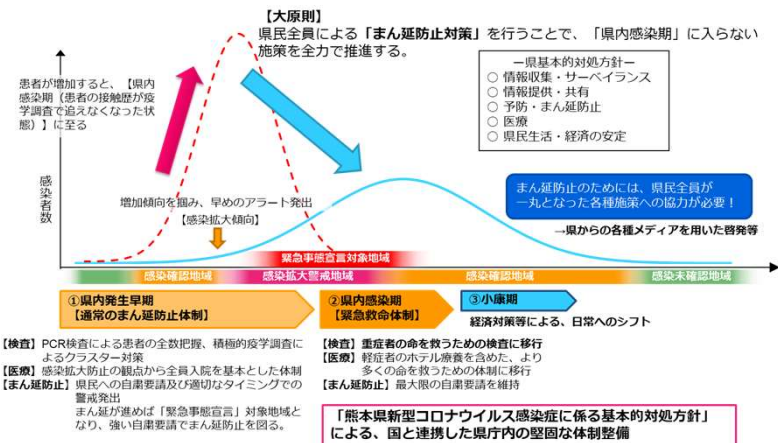 【大原則】
県民全員による「まん延防止対策」を行うことで、「県内感染期」に入らない
施策を全力で推進する。
ー県基本的対処方針ー
○ 情報収集・サーベイランス
○ 情報提供・共有
○ 予防・まん延防止
○ 医療
○ 県民生活・経済の安定
患者が増加すると、【県内
感染期（患者の接触歴が疫
学調査で追えなくなった状
態）】に至る
感染者数
増加傾向を掴み、早めのアラート発出
【感染拡大傾向】
まん延防止のためには、県民全員が
一丸となった各種施策への協力が必要！
→県からの各種メディアを用いた啓発等
緊急事態宣言対象地域
感染確認地域
感染拡大警戒地域
感染確認地域
感染未確認地域
①県内発生早期
【通常のまん延防止体制】
②県内感染期
【緊急救命体制】
③小康期
経済対策等による、日常へのシフト
【検査】PCR検査による患者の全数把握、積極的疫学調査に
よるクラスター対策
【医療】感染拡大防止の観点から全員入院を基本とした体制
【まん延防止】県民への自粛要請及び適切なタイミングでの
警戒発出
まん延が進めば「緊急事態宣言」対象地域と
なり、強い自粛要請でまん延防止を図る。
【検査】重症者の命を救うための検査に移行
【医療】軽症者のホテル療養を含めた、より
多くの命を救うための体制に移行
【まん延防止】最大限の自粛要請を維持
「熊本県新型コロナウイルス感染症に係る基本的対処方針」
による、国と連携した県庁内の堅固な体制整備